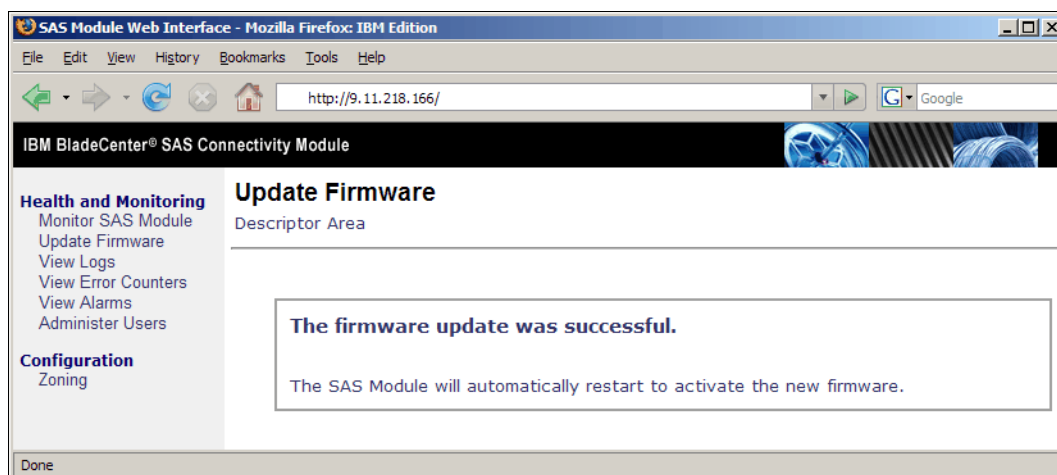 SAS Module Web Interface - Mozilla Firefox: IBM Edition
File Edit View History Bookmarks Tools Help
http://9.11.218.166/
G Google
IBM BladeCenter® SAS Connectivity Module
Health and Monitoring
Monitor SAS Module
Update Firmware
View Logs
View Error Counters
View Alarms
Administer Users
Configuration
Zoning
Update Firmware
Descriptor Area
The firmware update was successful.
The SAS Module will automatically restart to activate the new firmware.
Done